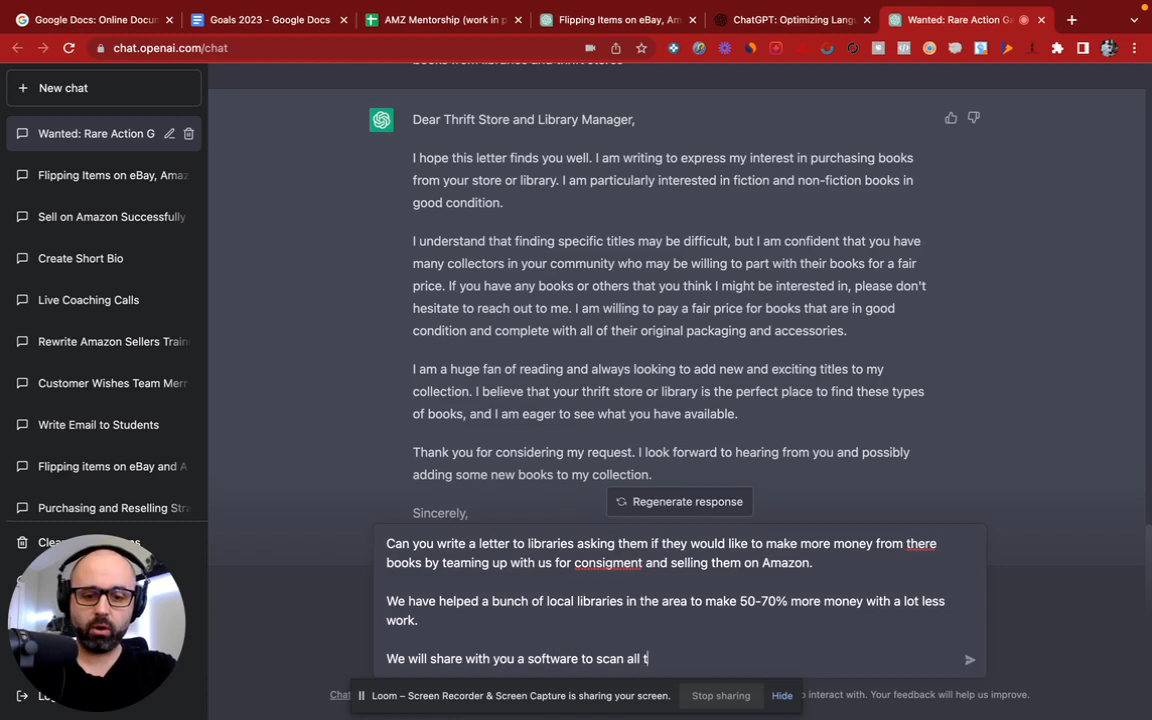 Google Docs: Online Docun
Goals 2023 - Google Docs
AMZ Mentorship (work in p
Flipping Items on eBay, Am
ChatGPT: Optimizing Lang
Wanted: Rare Action Ga
chat.openai.com/chat
New chat
Wanted: Rare Action G
Flipping Items on eBay, Amaz
Sell on Amazon Successfully
Create Short Bio
Live Coaching Calls
Rewrite Amazon Sellers Train
Customer Wishes Team Merr
Write Email to Students
Flipping items on eBay and A
Purchasing and Reselling Stra
Dear Thrift Store and Library Manager,
I hope this letter finds you well. I am writing to express my interest in purchasing books
from your store or library. I am particularly interested in fiction and non-fiction books in
good condition.
I understand that finding specific titles may be difficult, but I am confident that you have
many collectors in your community who may be willing to part with their books for a fair
price. If you have any books or others that you think I might be interested in, please don't
hesitate to reach out to me. I am willing to pay a fair price for books that are in good
condition and complete with all of their original packaging and accessories.
I am a huge fan of reading and always looking to add new and exciting titles to my
collection. I believe that your thrift store or library is the perfect place to find these types
of books, and I am eager to see what you have available.
Thank you for considering my request. I look forward to hearing from you and possibly
adding some new books to my collection.
Regenerate response
Sincerely,
Can you write a letter to libraries asking them if they would like to make more money from there
books by teaming up with us for consigment and selling them on Amazon.
We have helped a bunch of local libraries in the area to make 50-70% more money with a lot less
work.
We will share with you a software to scan all t
Loom – Screen Recorder & Screen Capture is sharing your screen.
Stop sharing
Hide
to interact with. Your feedback will help us improve.